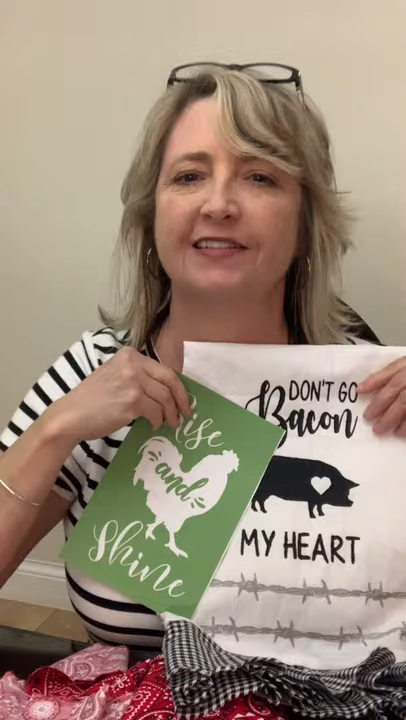 Rise
and
Shine
DON'T GO
Bacon
MY HEART